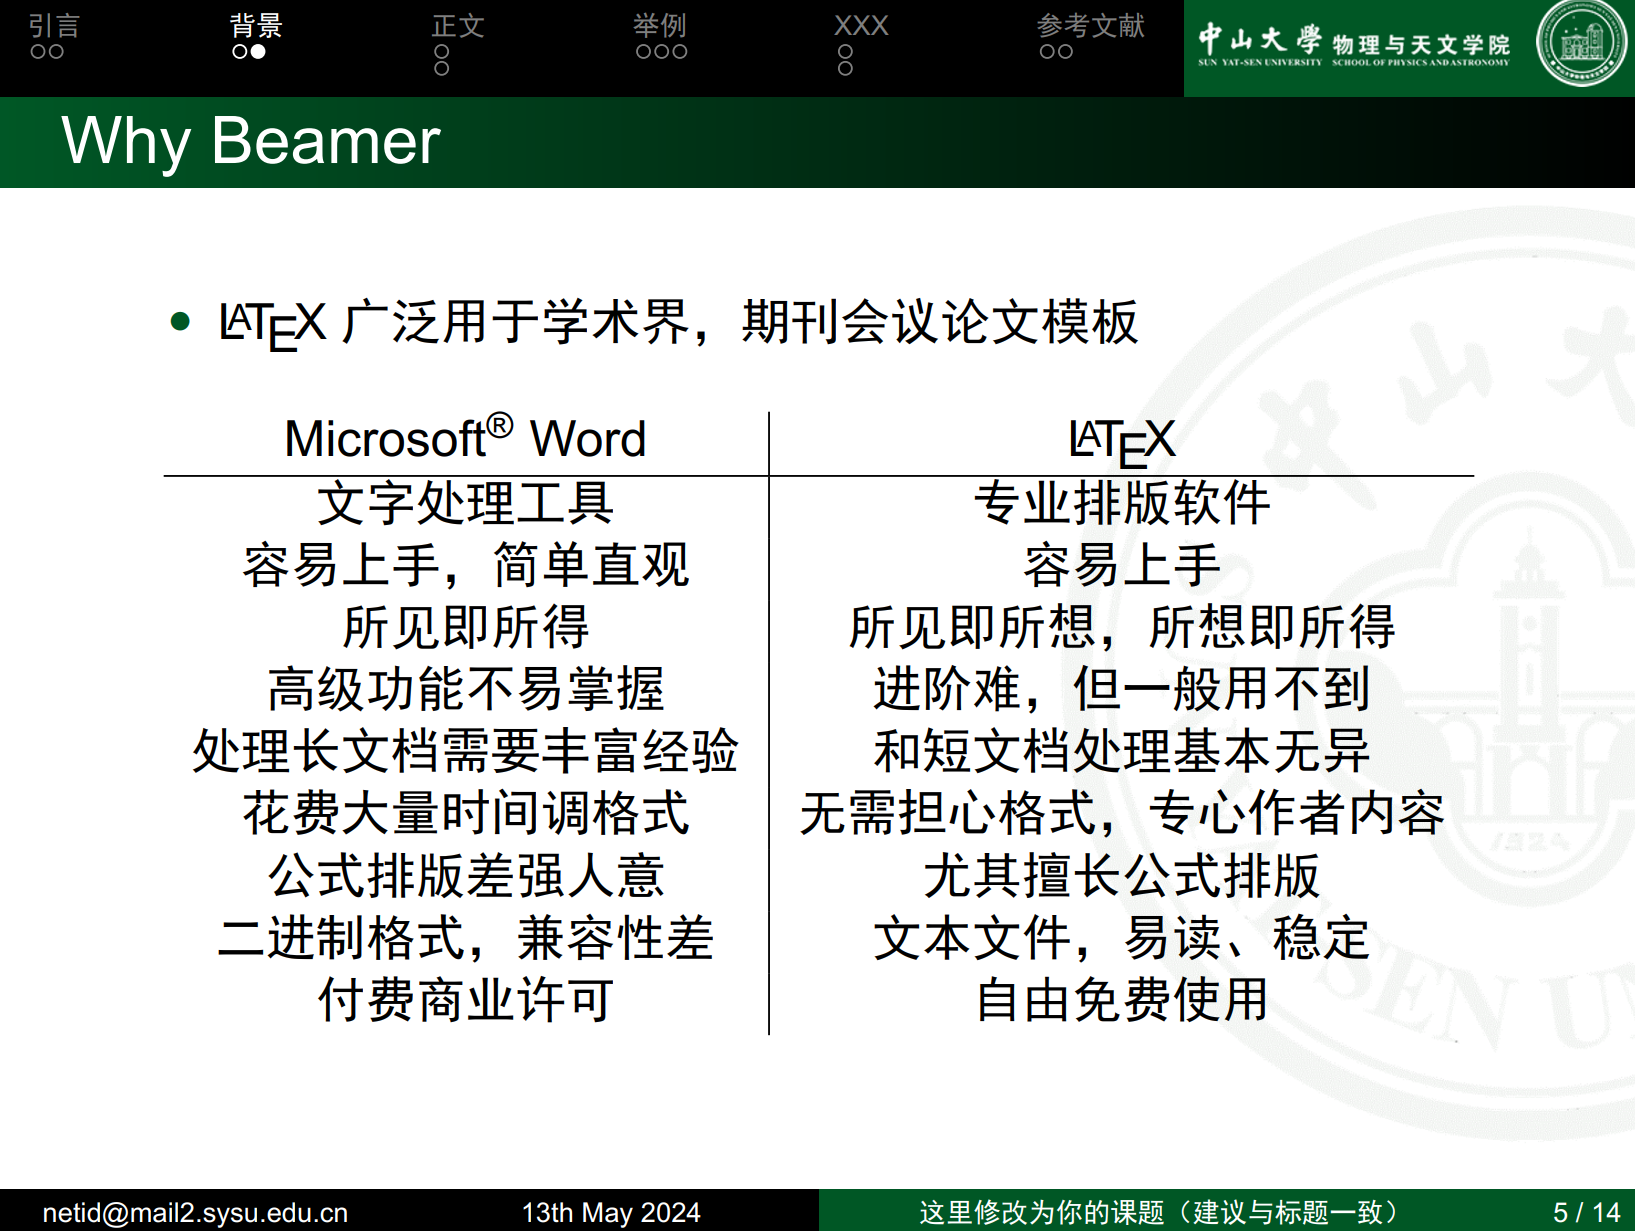 引言 背景 正文 举例 XXX 参考文献
中山大學 物理与天文学院
SUN YAT-SEN UNIVERSITY SCHOOL OF PHYSICS AND ASTRONOMY
Why Beamer
• LATEX 广泛用于学术界，期刊会议论文模板
Microsoft® Word LATEX
文字处理工具 专业排版软件
容易上手，简单直观 容易上手
所见即所得 所见即所想，所想即所得
高级功能不易掌握 进阶难，但一般用不到
处理长文档需要丰富经验 和短文档处理基本无异
花费大量时间调格式 无需担心格式，专心作者内容
公式排版差强人意 尤其擅长公式排版
二进制格式，兼容性差 文本文件，易读、稳定
付费商业许可 自由免费使用
中山大
1924
SEN UN
netid@mail2.sysu.edu.cn 13th May 2024 这里修改为你的课题（建议与标题一致） 5 / 14